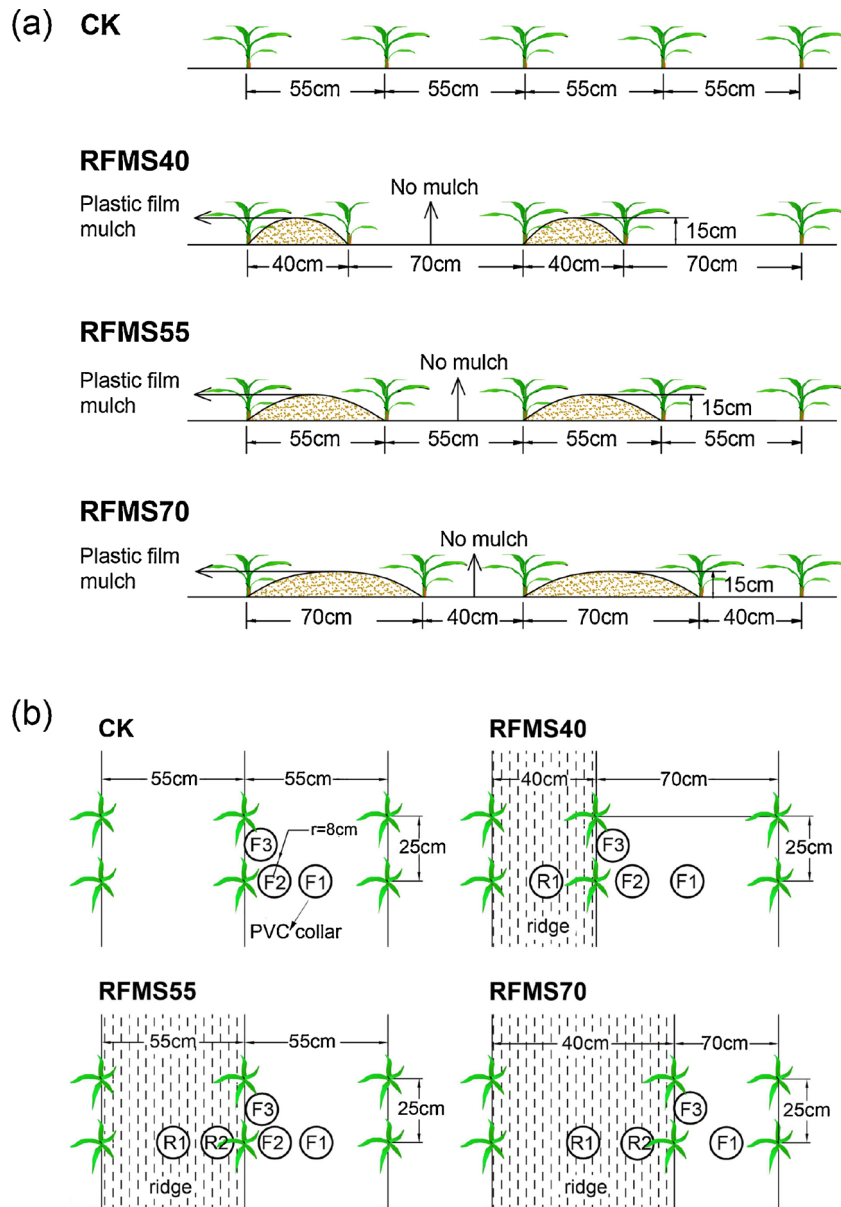 (a) CK
55cm 55cm 55cm 55cm
RFMS40
Plastic film
mulch
No mulch
15cm
40cm 70cm 40cm 70cm
RFMS55
Plastic film
mulch
No mulch
15cm
55cm 55cm 55cm 55cm
RFMS70
Plastic film
mulch
No mulch
15cm
70cm 40cm 70cm 40cm
(b)
CK
55cm 55cm
r=8cm
F3
25cm
F2 F1
PVC collar
RFMS40
40cm 70cm
F3
25cm
R1 F2 F1
ridge
RFMS55
55cm 55cm
F3
25cm
R1 R2 F2 F1
ridge
RFMS70
40cm 70cm
F3
25cm
R1 R2 F1
ridge